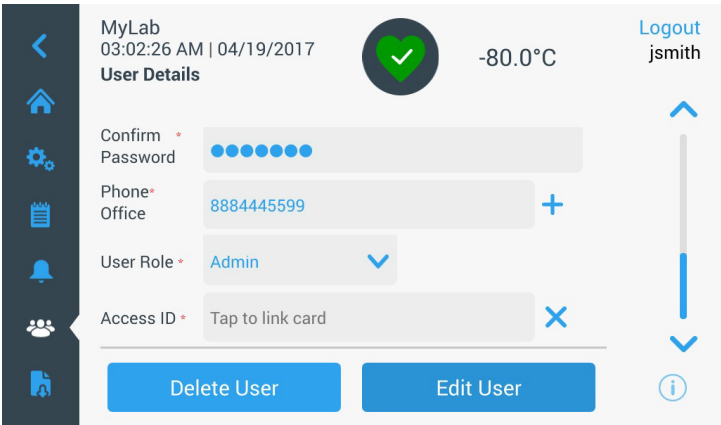 MyLab
03:02:26 AM | 04/19/2017
User Details
-80.0°C
Logout
jsmith
Confirm *
Password
●●●●●●●
Phone*
Office
8884445599
User Role *
Admin
Access ID *
Tap to link card
Delete User
Edit User
i